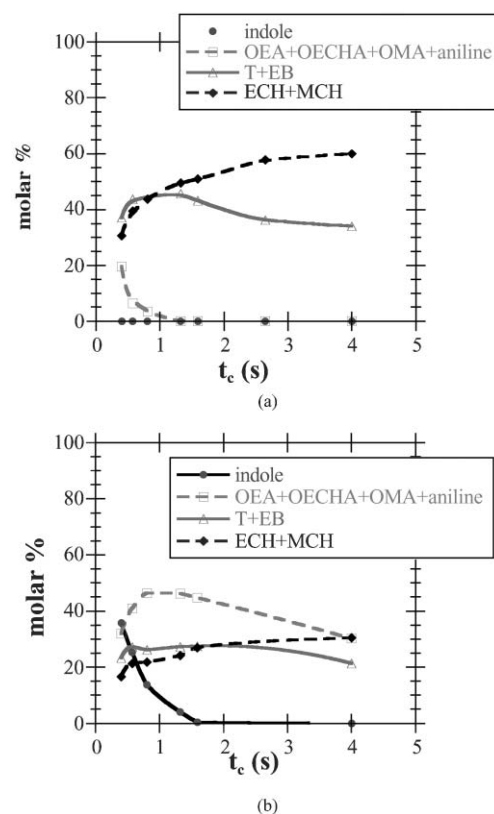 indole
OEA+OECHA+OMA+aniline
T+EB
ECH+MCH
100
80
60
40
20
0
molar %
0 1 2 3 4 5
t_c (s)
(a)
indole
OEA+OECHA+OMA+aniline
T+EB
ECH+MCH
100
80
60
40
20
0
molar %
0 1 2 3 4 5
t_c (s)
(b)